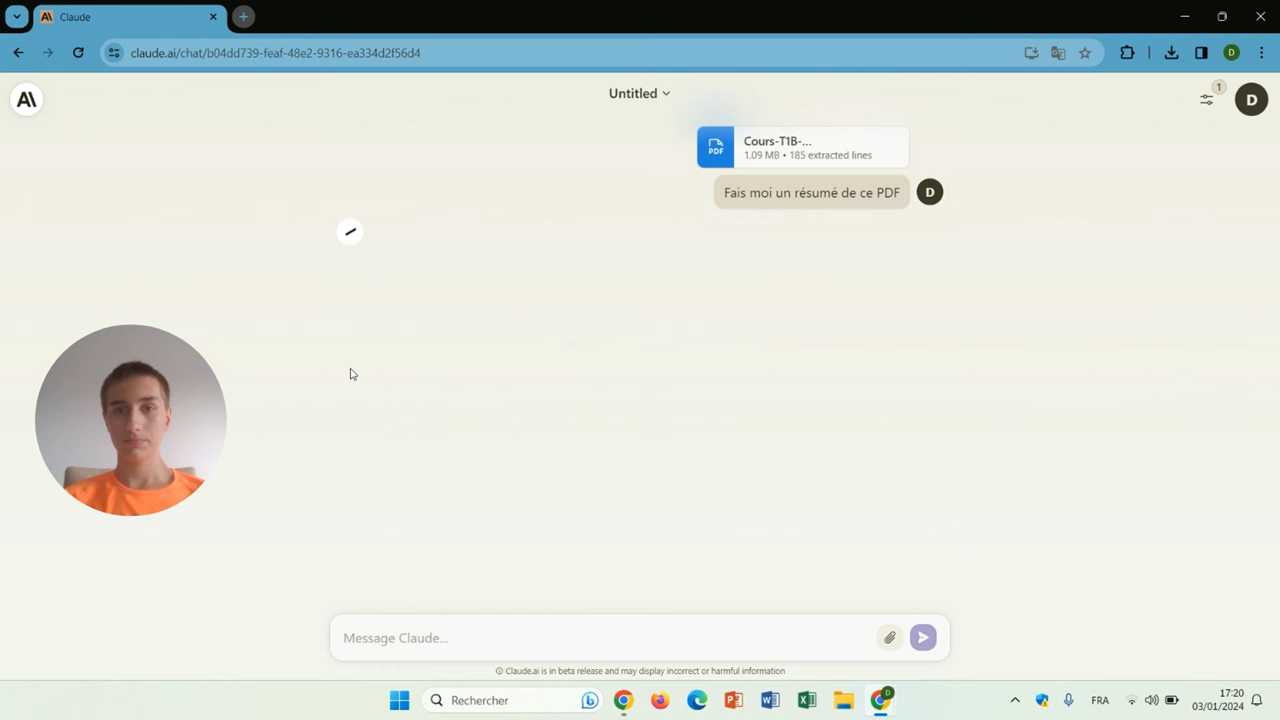 Claude
claude.ai/chat/b04dd739-feaf-48e2-9316-ea334d2f56d4
D
Untitled
1
D
PDF
Cours-T1B-...
1.09 MB • 185 extracted lines
Fais moi un résumé de ce PDF
D
Message Claude...
Claude.ai is in beta release and may display incorrect or harmful information
Rechercher
D
FRA
17:20
03/01/2024